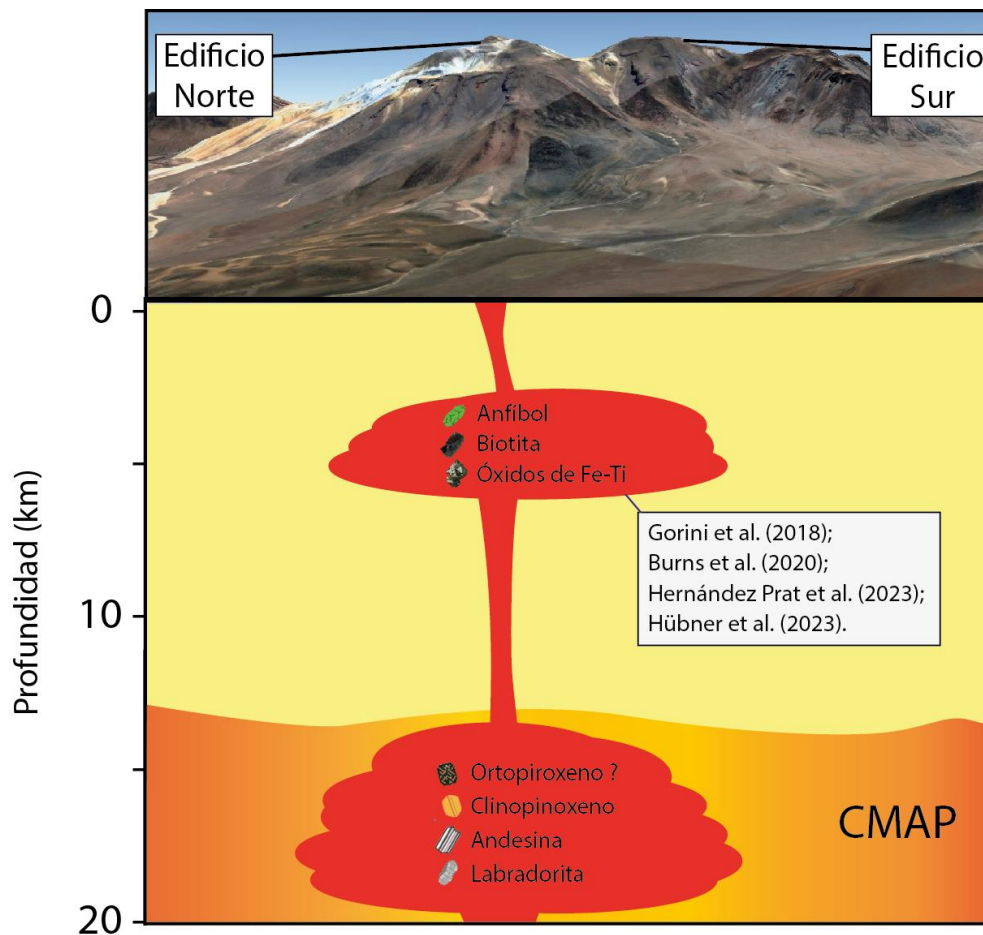 Edificio
Norte
Edificio
Sur
0
Anfíbol
Biotita
Óxidos de Fe-Ti
Gorini et al. (2018);
Burns et al. (2020);
Hernández Prat et al. (2023);
Hübner et al. (2023).
10
Profundidad (km)
Ortopiroxeno ?
Clinopinoxeno
Andesina
Labradorita
CMAP
20